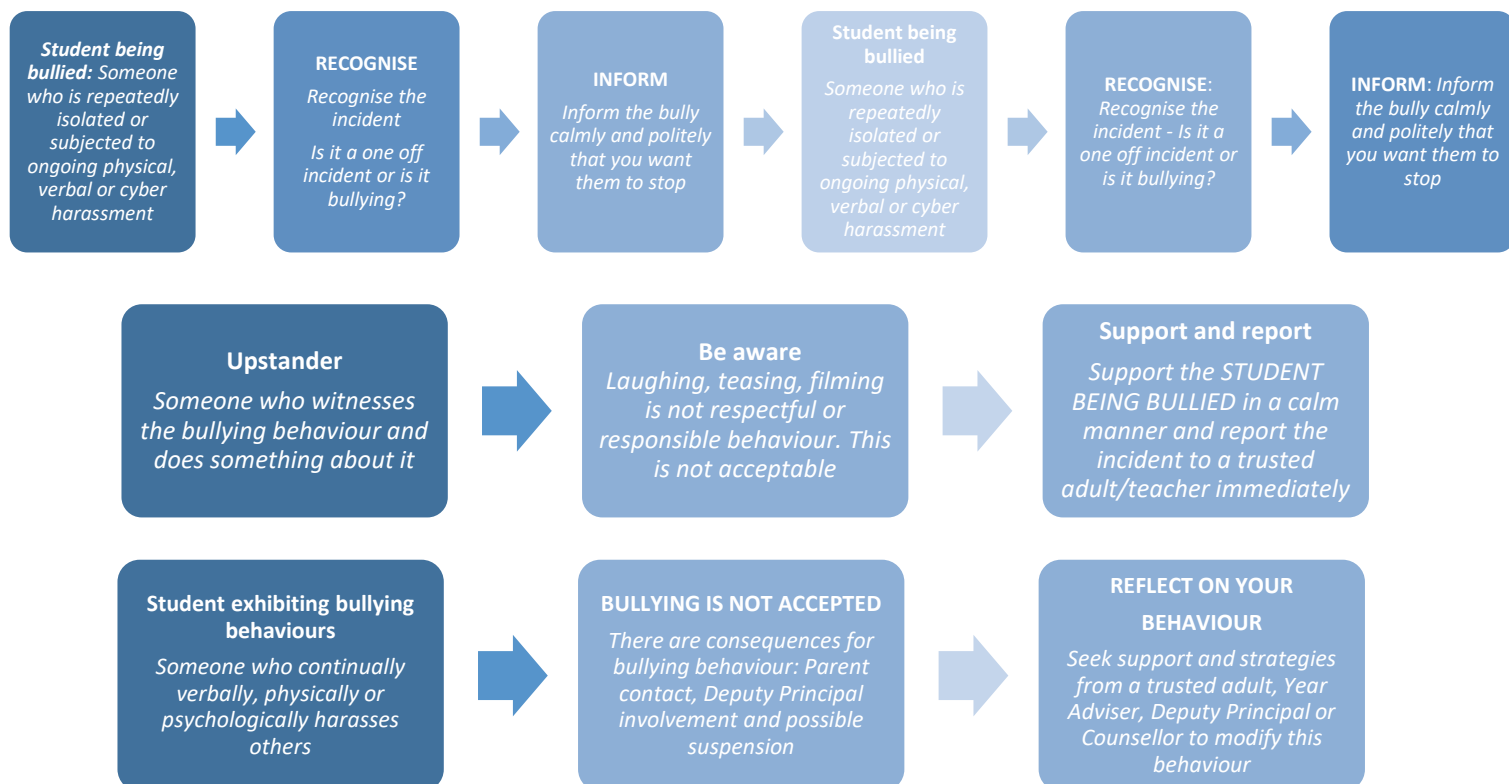 Student being
bullied: Someone
who is repeatedly
isolated or
subjected to
ongoing physical,
verbal or cyber
harassment
RECOGNISE
Recognise the
incident
Is it a one off
incident or is it
bullying?
INFORM
Inform the bully
calmly and politely
that you want
them to stop
Student being
bullied
Someone who is
repeatedly
isolated or
subjected to
ongoing physical,
verbal or cyber
harassment
RECOGNISE:
Recognise the
incident - Is it a
one off incident or
is it bullying?
INFORM: Inform
the bully calmly
and politely that
you want them to
stop
Upstander
Someone who witnesses
the bullying behaviour and
does something about it
Be aware
Laughing, teasing, filming
is not respectful or
responsible behaviour. This
is not acceptable
Support and report
Support the STUDENT
BEING BULLIED in a calm
manner and report the
incident to a trusted
adult/teacher immediately
Student exhibiting bullying
behaviours
Someone who continually
verbally, physically or
psychologically harasses
others
BULLYING IS NOT ACCEPTED
There are consequences for
bullying behaviour: Parent
contact, Deputy Principal
involvement and possible
suspension
REFLECT ON YOUR
BEHAVIOUR
Seek support and strategies
from a trusted adult, Year
Adviser, Deputy Principal or
Counsellor to modify this
behaviour